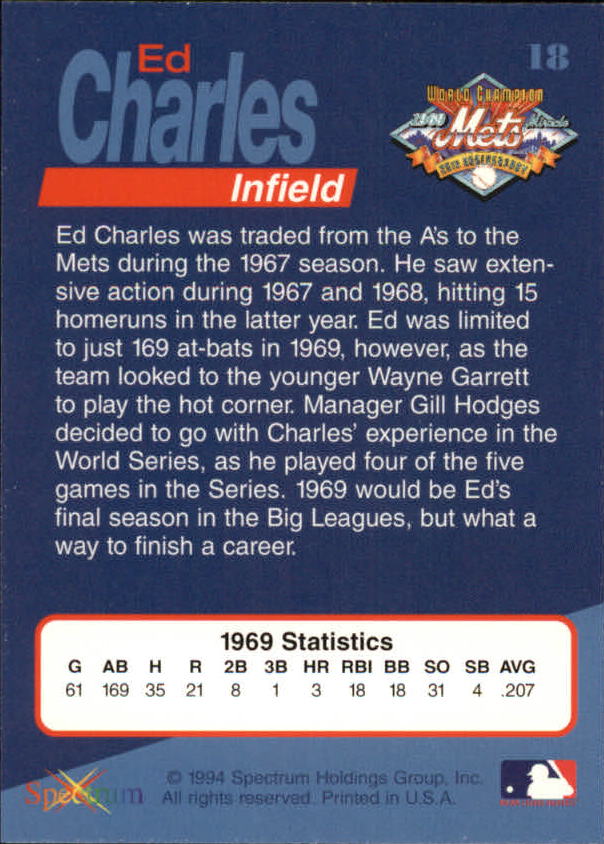 Ed
Charles
18
WORLD CHAMPION
1969 Miracle
Mets
25TH ANNIVERSARY
Infield
Ed Charles was traded from the A's to the
Mets during the 1967 season. He saw exten-
sive action during 1967 and 1968, hitting 15
homeruns in the latter year. Ed was limited
to just 169 at-bats in 1969, however, as the
team looked to the younger Wayne Garrett
to play the hot corner. Manager Gill Hodges
decided to go with Charles' experience in the
World Series, as he played four of the five
games in the Series. 1969 would be Ed's
final season in the Big Leagues, but what a
way to finish a career.
1969 Statistics
G AB H R 2B 3B HR RBI BB SO SB AVG
61 169 35 21 8 1 3 18 18 31 4 .207
Spectrum
© 1994 Spectrum Holdings Group, Inc.
All rights reserved. Printed in U.S.A.